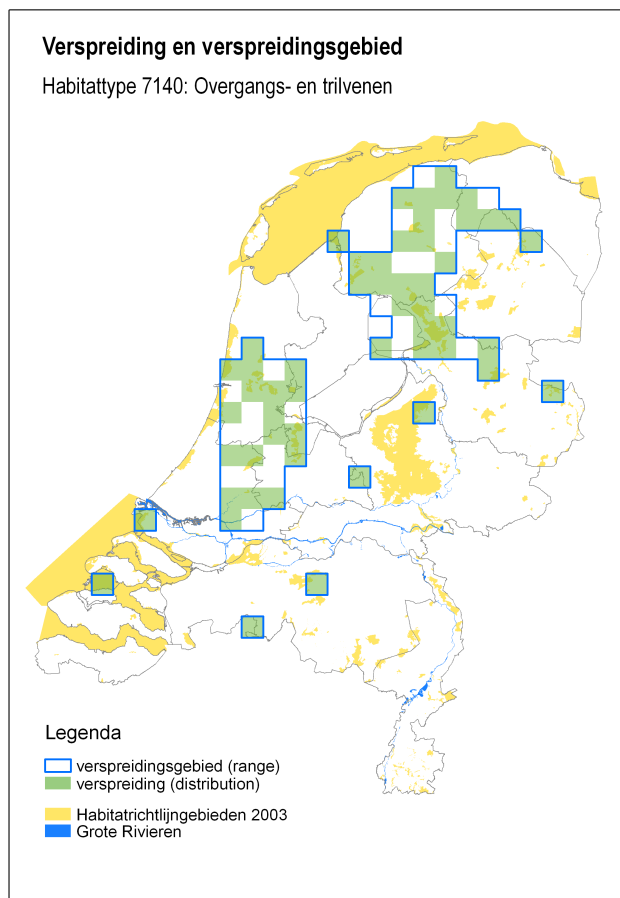 Verspreiding en verspreidingsgebied
Habitattype 7140: Overgangs- en trilvenen
Legenda
verspreidingsgebied (range)
verspreiding (distribution)
Habitatrichtlijngebieden 2003
Grote Rivieren